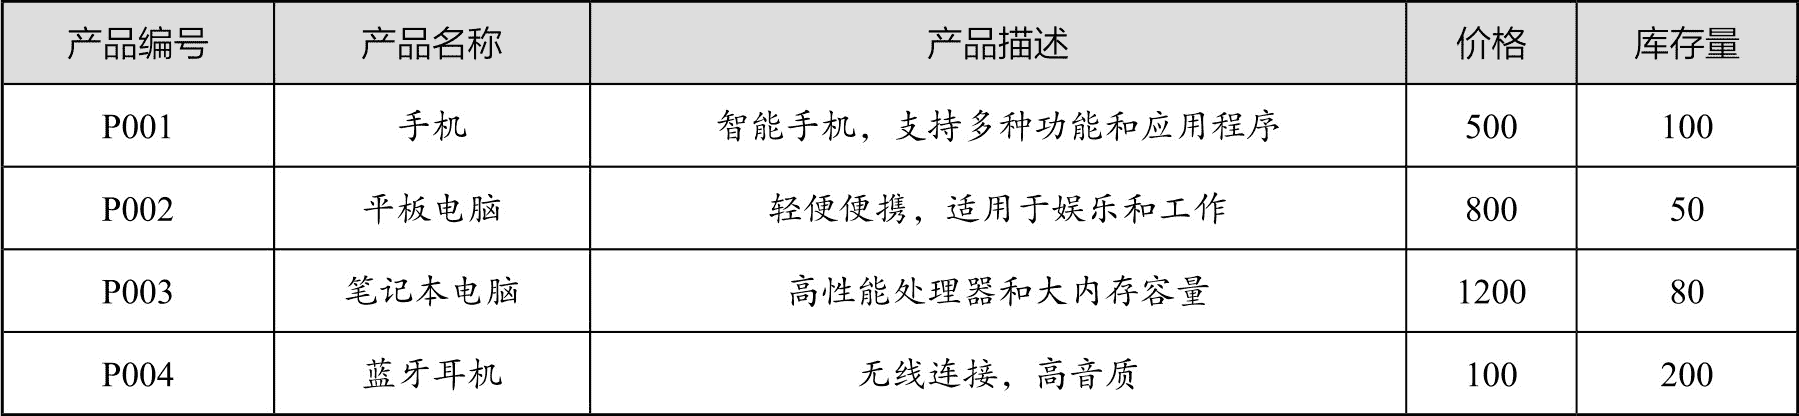 产品编号 产品名称 产品描述 价格 库存量
P001 手机 智能手机，支持多种功能和应用程序 500 100
P002 平板电脑 轻便便携，适用于娱乐和工作 800 50
P003 笔记本电脑 高性能处理器和大内存容量 1200 80
P004 蓝牙耳机 无线连接，高音质 100 200